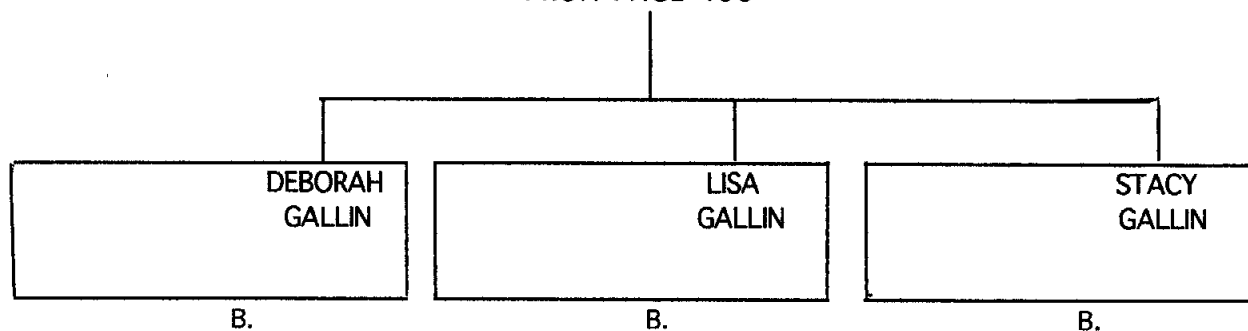 DEBORAH
GALLIN
LISA
GALLIN
STACY
GALLIN
B.
B.
B.